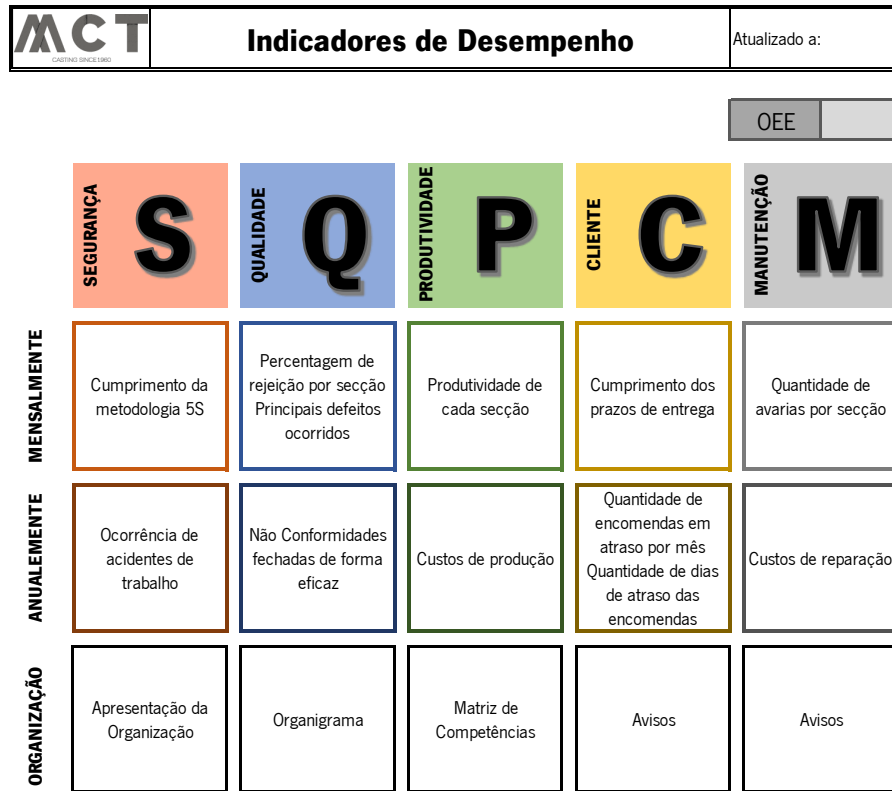 MCT
CASTING SINCE 1960
Indicadores de Desempenho
Atualizado a:
OEE
SEGURANÇA
S
QUALIDADE
Q
PRODUTIVIDADE
P
CLIENTE
C
MANUTENÇÃO
M
MENSALMENTE
Cumprimento da
metodologia 5S
Percentagem de
rejeição por secção
Principais defeitos
ocorridos
Produtividade de
cada secção
Cumprimento dos
prazos de entrega
Quantidade de
avarias por secção
ANUALEMENTE
Ocorrência de
acidentes de
trabalho
Não Conformidades
fechadas de forma
eficaz
Custos de produção
Quantidade de
encomendas em
atraso por mês
Quantidade de dias
de atraso das
encomendas
Custos de reparação
ORGANIZAÇÃO
Apresentação da
Organização
Organigrama
Matriz de
Competências
Avisos
Avisos